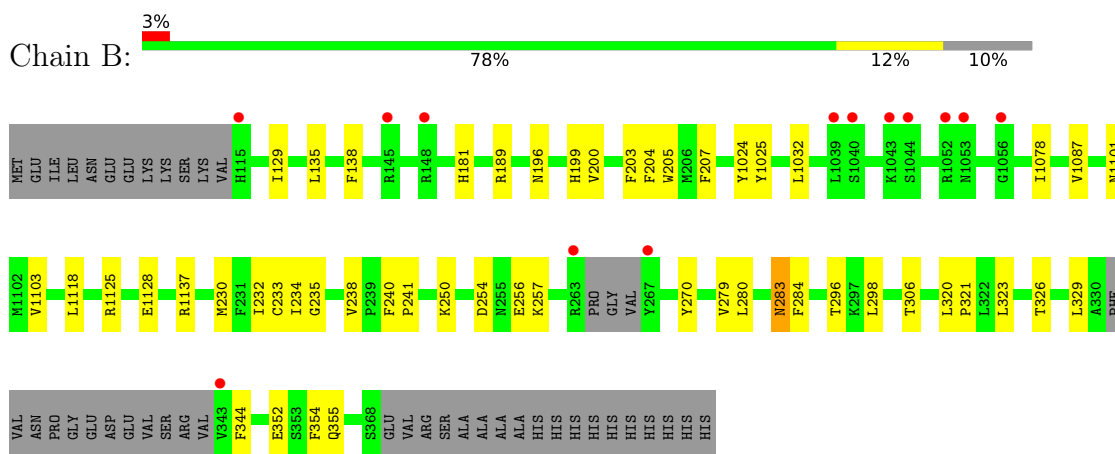 3%
Chain B:
78% 12% 10%
MET GLU ILE LEU ASN GLU GLU LYS LYS SER LYS VAL H115 I129 L135 F138 R145 R148 H181 R189 N196 H199 V200 F203 F204 W205 M206 F207 Y1024 Y1025 L1032 L1039 S1040 K1043 S1044 R1052 N1053 G1056 I1078 V1087 N1101
M1102 V1103 L1118 R1125 E1128 R1137 M230 F231 I232 C233 I234 G235 V238 P239 F240 P241 K250 D254 N255 E256 K257 R263 PRO GLY VAL Y267 Y270 V279 L280 N283 F284 T296 K297 L298 T306 L320 P321 L322 L323 T326 L329 A330 PHE
VAL ASN PRO GLY GLU ASP GLU VAL SER ARG VAL V343 F344 E352 S353 F354 Q355 S368 GLU VAL ARG SER ALA ALA ALA ALA ALA HIS HIS HIS HIS HIS HIS HIS HIS HIS HIS